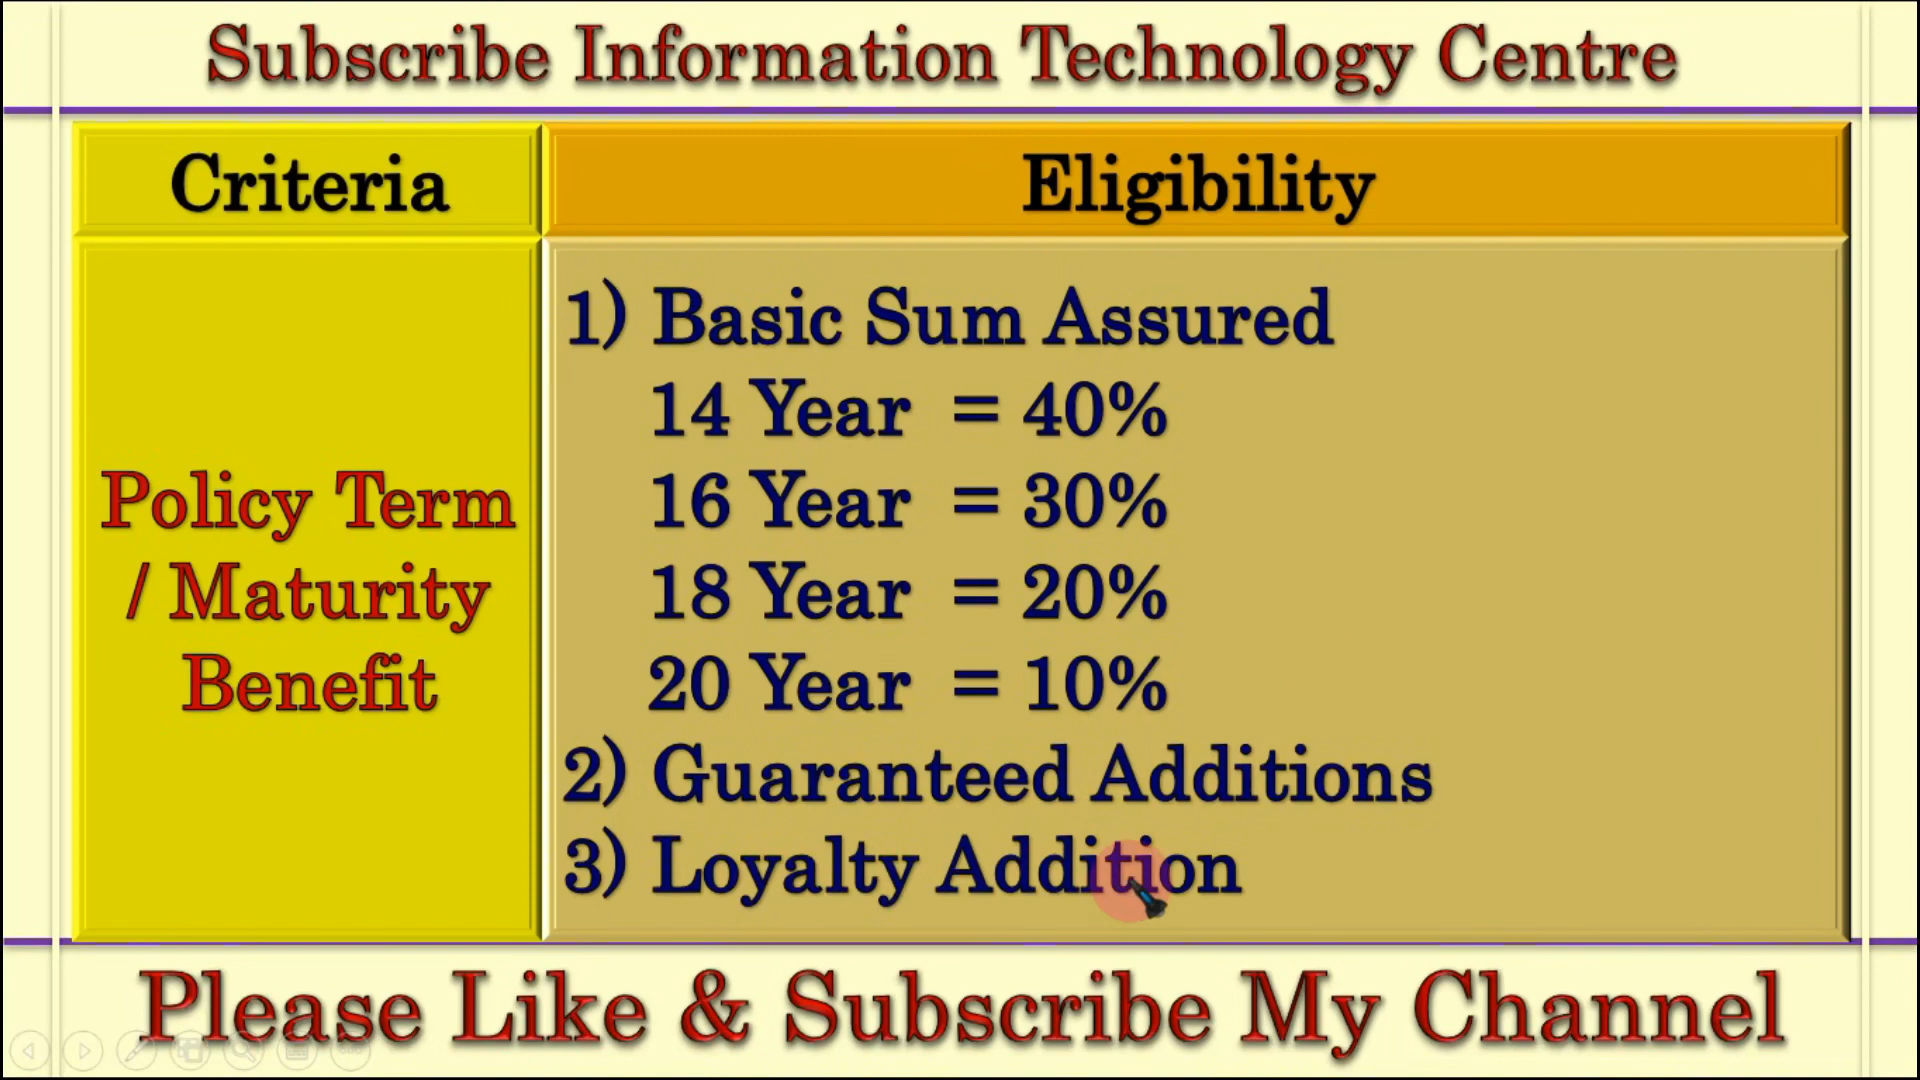 Subscribe Information Technology Centre
Criteria
Eligibility
Policy Term
/ Maturity
Benefit
1) Basic Sum Assured
14 Year = 40%
16 Year = 30%
18 Year = 20%
20 Year = 10%
2) Guaranteed Additions
3) Loyalty Addition
Please Like & Subscribe My Channel